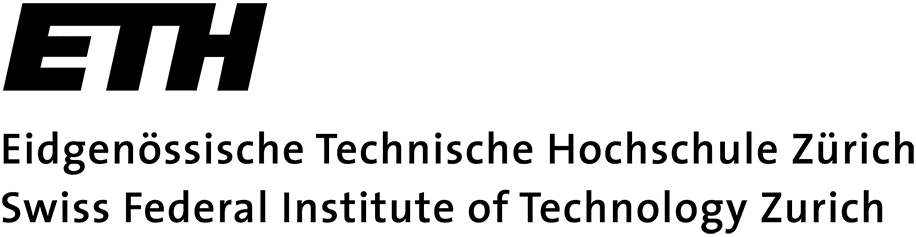 ETH
Eidgenössische Technische Hochschule Zürich
Swiss Federal Institute of Technology Zurich